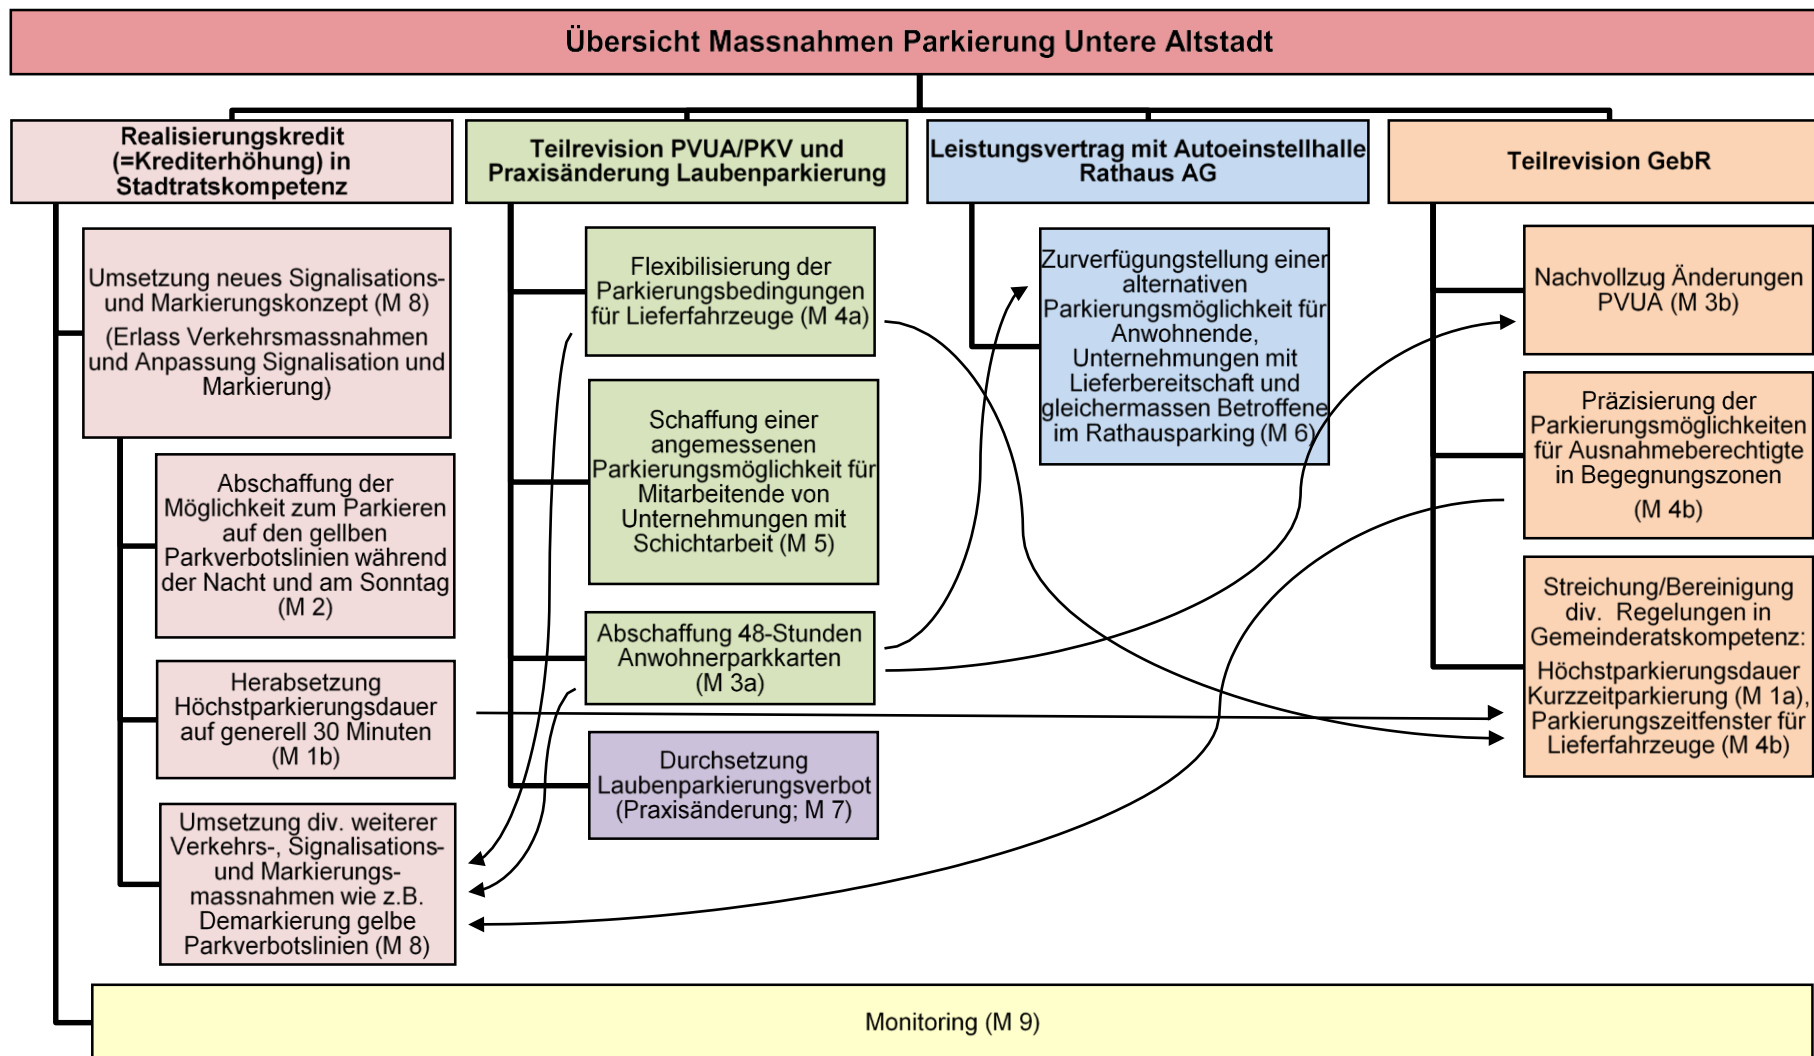 Übersicht Massnahmen Parkierung Untere Altstadt
Realisierungskredit
(=Krediterhöhung) in
Stadtratskompetenz
Umsetzung neues Signalisations-
und Markierungskonzept (M 8)
(Erlass Verkehrsmassnahmen
und Anpassung Signalisation und
Markierung)
Abschaffung der
Möglichkeit zum Parkieren
auf den gellben
Parkverbotslinien während
der Nacht und am Sonntag
(M 2)
Herabsetzung
Höchstparkierungsdauer
auf generell 30 Minuten
(M 1b)
Umsetzung div. weiterer
Verkehrs-, Signalisations-
und Markierungs-
massnahmen wie z.B.
Demarkierung gelbe
Parkverbotslinien (M 8)
Teilrevision PVUA/PKV und
Praxisänderung Laubenparkierung
Flexibilisierung der
Parkierungsbedingungen
für Lieferfahrzeuge (M 4a)
Schaffung einer
angemessenen
Parkierungsmöglichkeit für
Mitarbeitende von
Unternehmungen mit
Schichtarbeit (M 5)
Abschaffung 48-Stunden
Anwohnerparkkarten
(M 3a)
Durchsetzung
Laubenparkierungsverbot
(Praxisänderung; M 7)
Leistungsvertrag mit Autoeinstellhalle
Rathaus AG
Zurverfügungstellung einer
alternativen
Parkierungsmöglichkeit für
Anwohnende,
Unternehmungen mit
Lieferbereitschaft und
gleichermassen Betroffene
im Rathausparking (M 6)
Teilrevision GebR
Nachvollzug Änderungen
PVUA (M 3b)
Präzisierung der
Parkierungsmöglichkeiten
für Ausnahmeberechtigte
in Begegnungszonen
(M 4b)
Streichung/Bereinigung
div. Regelungen in
Gemeinderatskompetenz:
Höchstparkierungsdauer
Kurzzeitparkierung (M 1a),
Parkierungszeitfenster für
Lieferfahrzeuge (M 4b)
Monitoring (M 9)